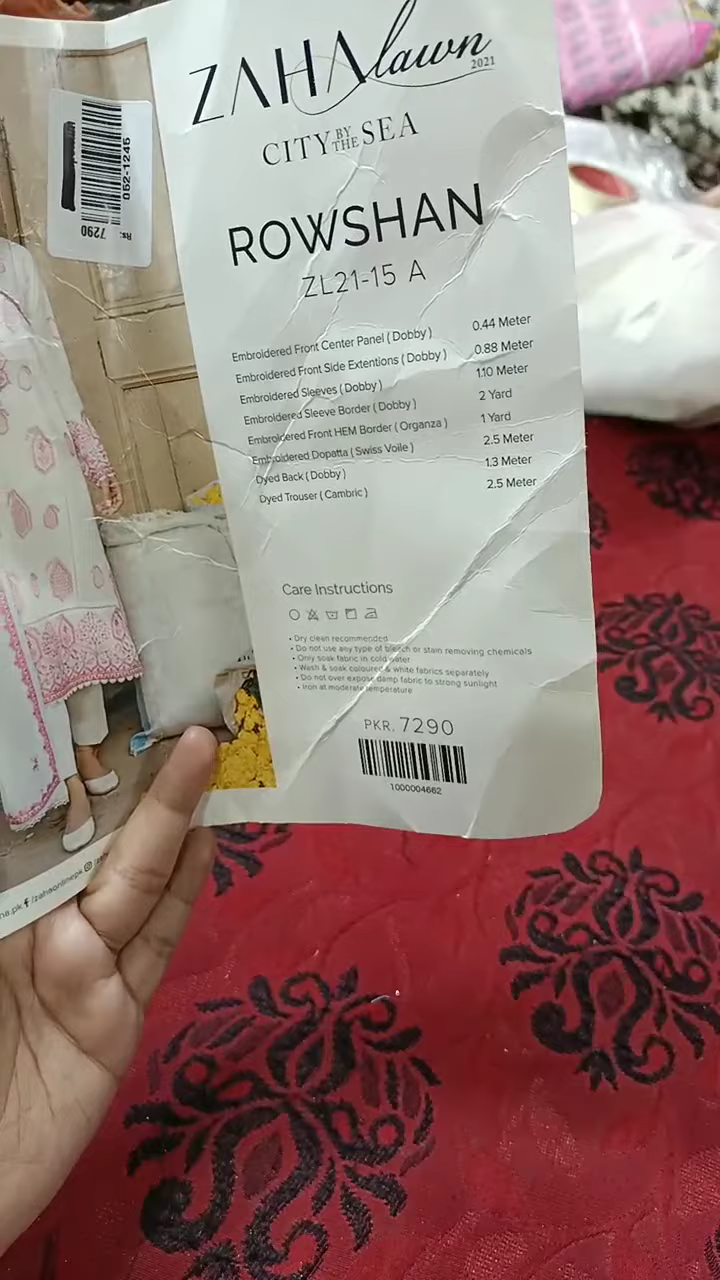 ZAHA lawn
2021
CITY BY THE SEA
ROWSHAN
ZL21-15 A
Embroidered Front Center Panel ( Dobby ) 0.44 Meter
Embroidered Front Side Extentions ( Dobby ) 0.88 Meter
Embroidered Sleeves ( Dobby ) 1.10 Meter
Embroidered Sleeve Border ( Dobby ) 2 Yard
Embroidered Front HEM Border ( Organza ) 1 Yard
Embroidered Dopatta ( Swiss Voile ) 2.5 Meter
Dyed Back ( Dobby ) 1.3 Meter
Dyed Trouser ( Cambric ) 2.5 Meter
Care Instructions
• Dry clean recommended
• Do not use any type of bleach or stain removing chemicals
• Only soak fabric in cold water
• Wash & soak coloured & white fabrics separately
• Do not over expose damp fabric to strong sunlight
• Iron at moderate temperature
PKR. 7290
1000004662
052-1245
Rs: 7290
/zahaonlinepk